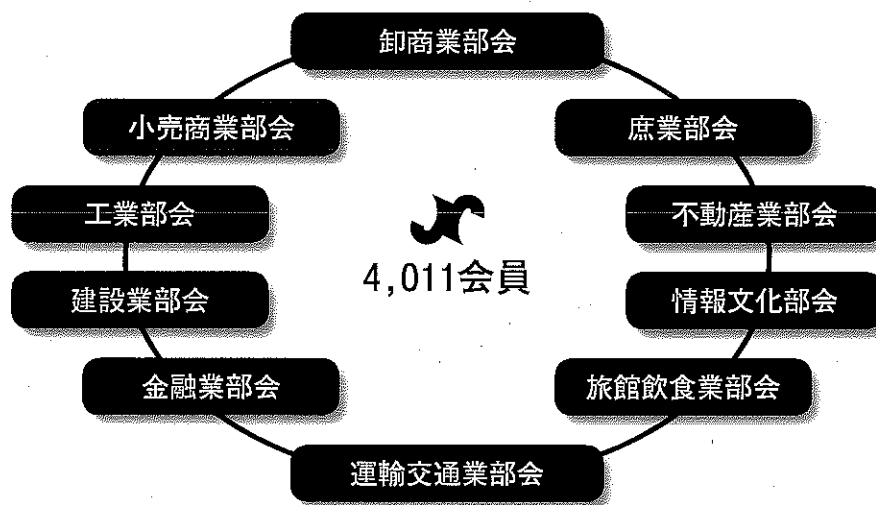 卸商業部会
小売商業部会
庶業部会
工業部会
不動産業部会
4,011会員
建設業部会
情報文化部会
金融業部会
旅館飲食業部会
運輸交通業部会